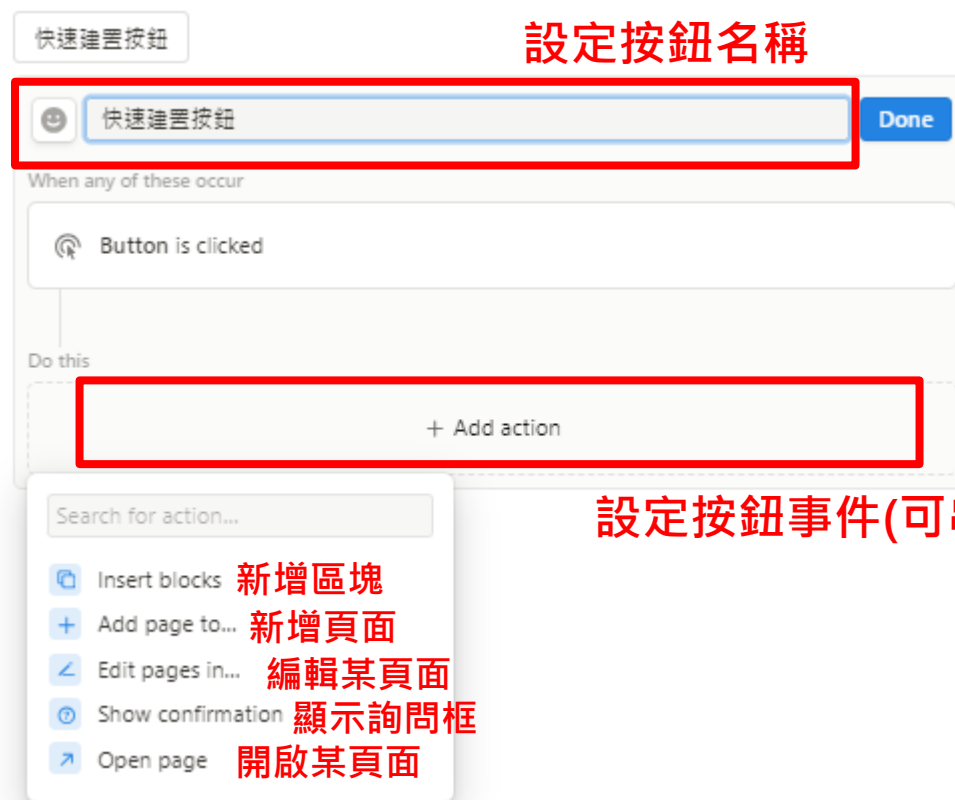 快速建置按鈕
設定按鈕名稱
快速建置按鈕
Done
When any of these occur
Button is clicked
Do this
+ Add action
設定按鈕事件(可
Search for action...
Insert blocks 新增區塊
Add page to... 新增頁面
Edit pages in... 編輯某頁面
Show confirmation 顯示詢問框
Open page 開啟某頁面